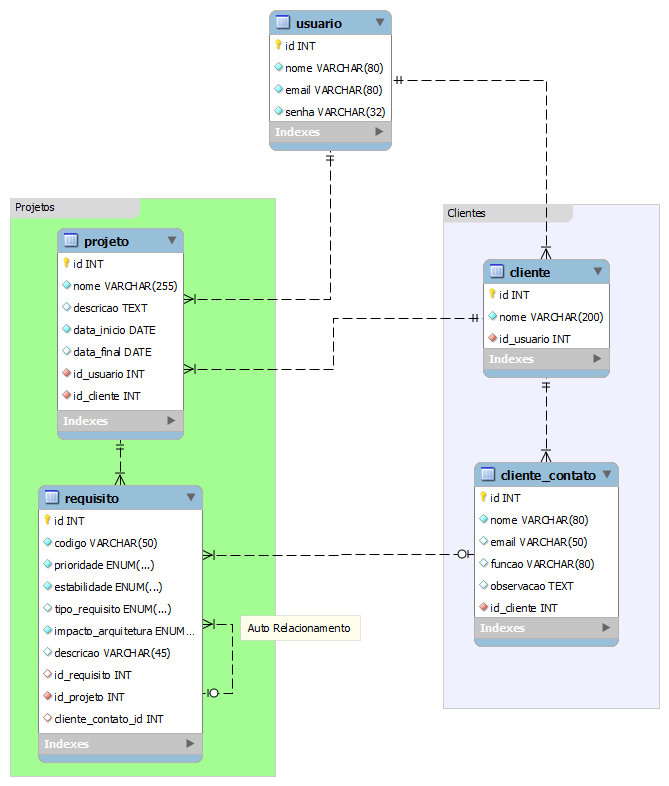 usuario
id INT
nome VARCHAR(80)
email VARCHAR(80)
senha VARCHAR(32)
Indexes
Projetos
projeto
id INT
nome VARCHAR(255)
descricao TEXT
data_inicio DATE
data_final DATE
id_usuario INT
id_cliente INT
Indexes
requisito
id INT
codigo VARCHAR(50)
prioridade ENUM(...)
estabilidade ENUM(...)
tipo_requisito ENUM(...)
impacto_arquitetura ENUM...
descricao VARCHAR(45)
id_requisito INT
id_projeto INT
cliente_contato_id INT
Indexes
Auto Relacionamento
Clientes
cliente
id INT
nome VARCHAR(200)
id_usuario INT
Indexes
cliente_contato
id INT
nome VARCHAR(80)
email VARCHAR(50)
funcao VARCHAR(80)
observacao TEXT
id_cliente INT
Indexes